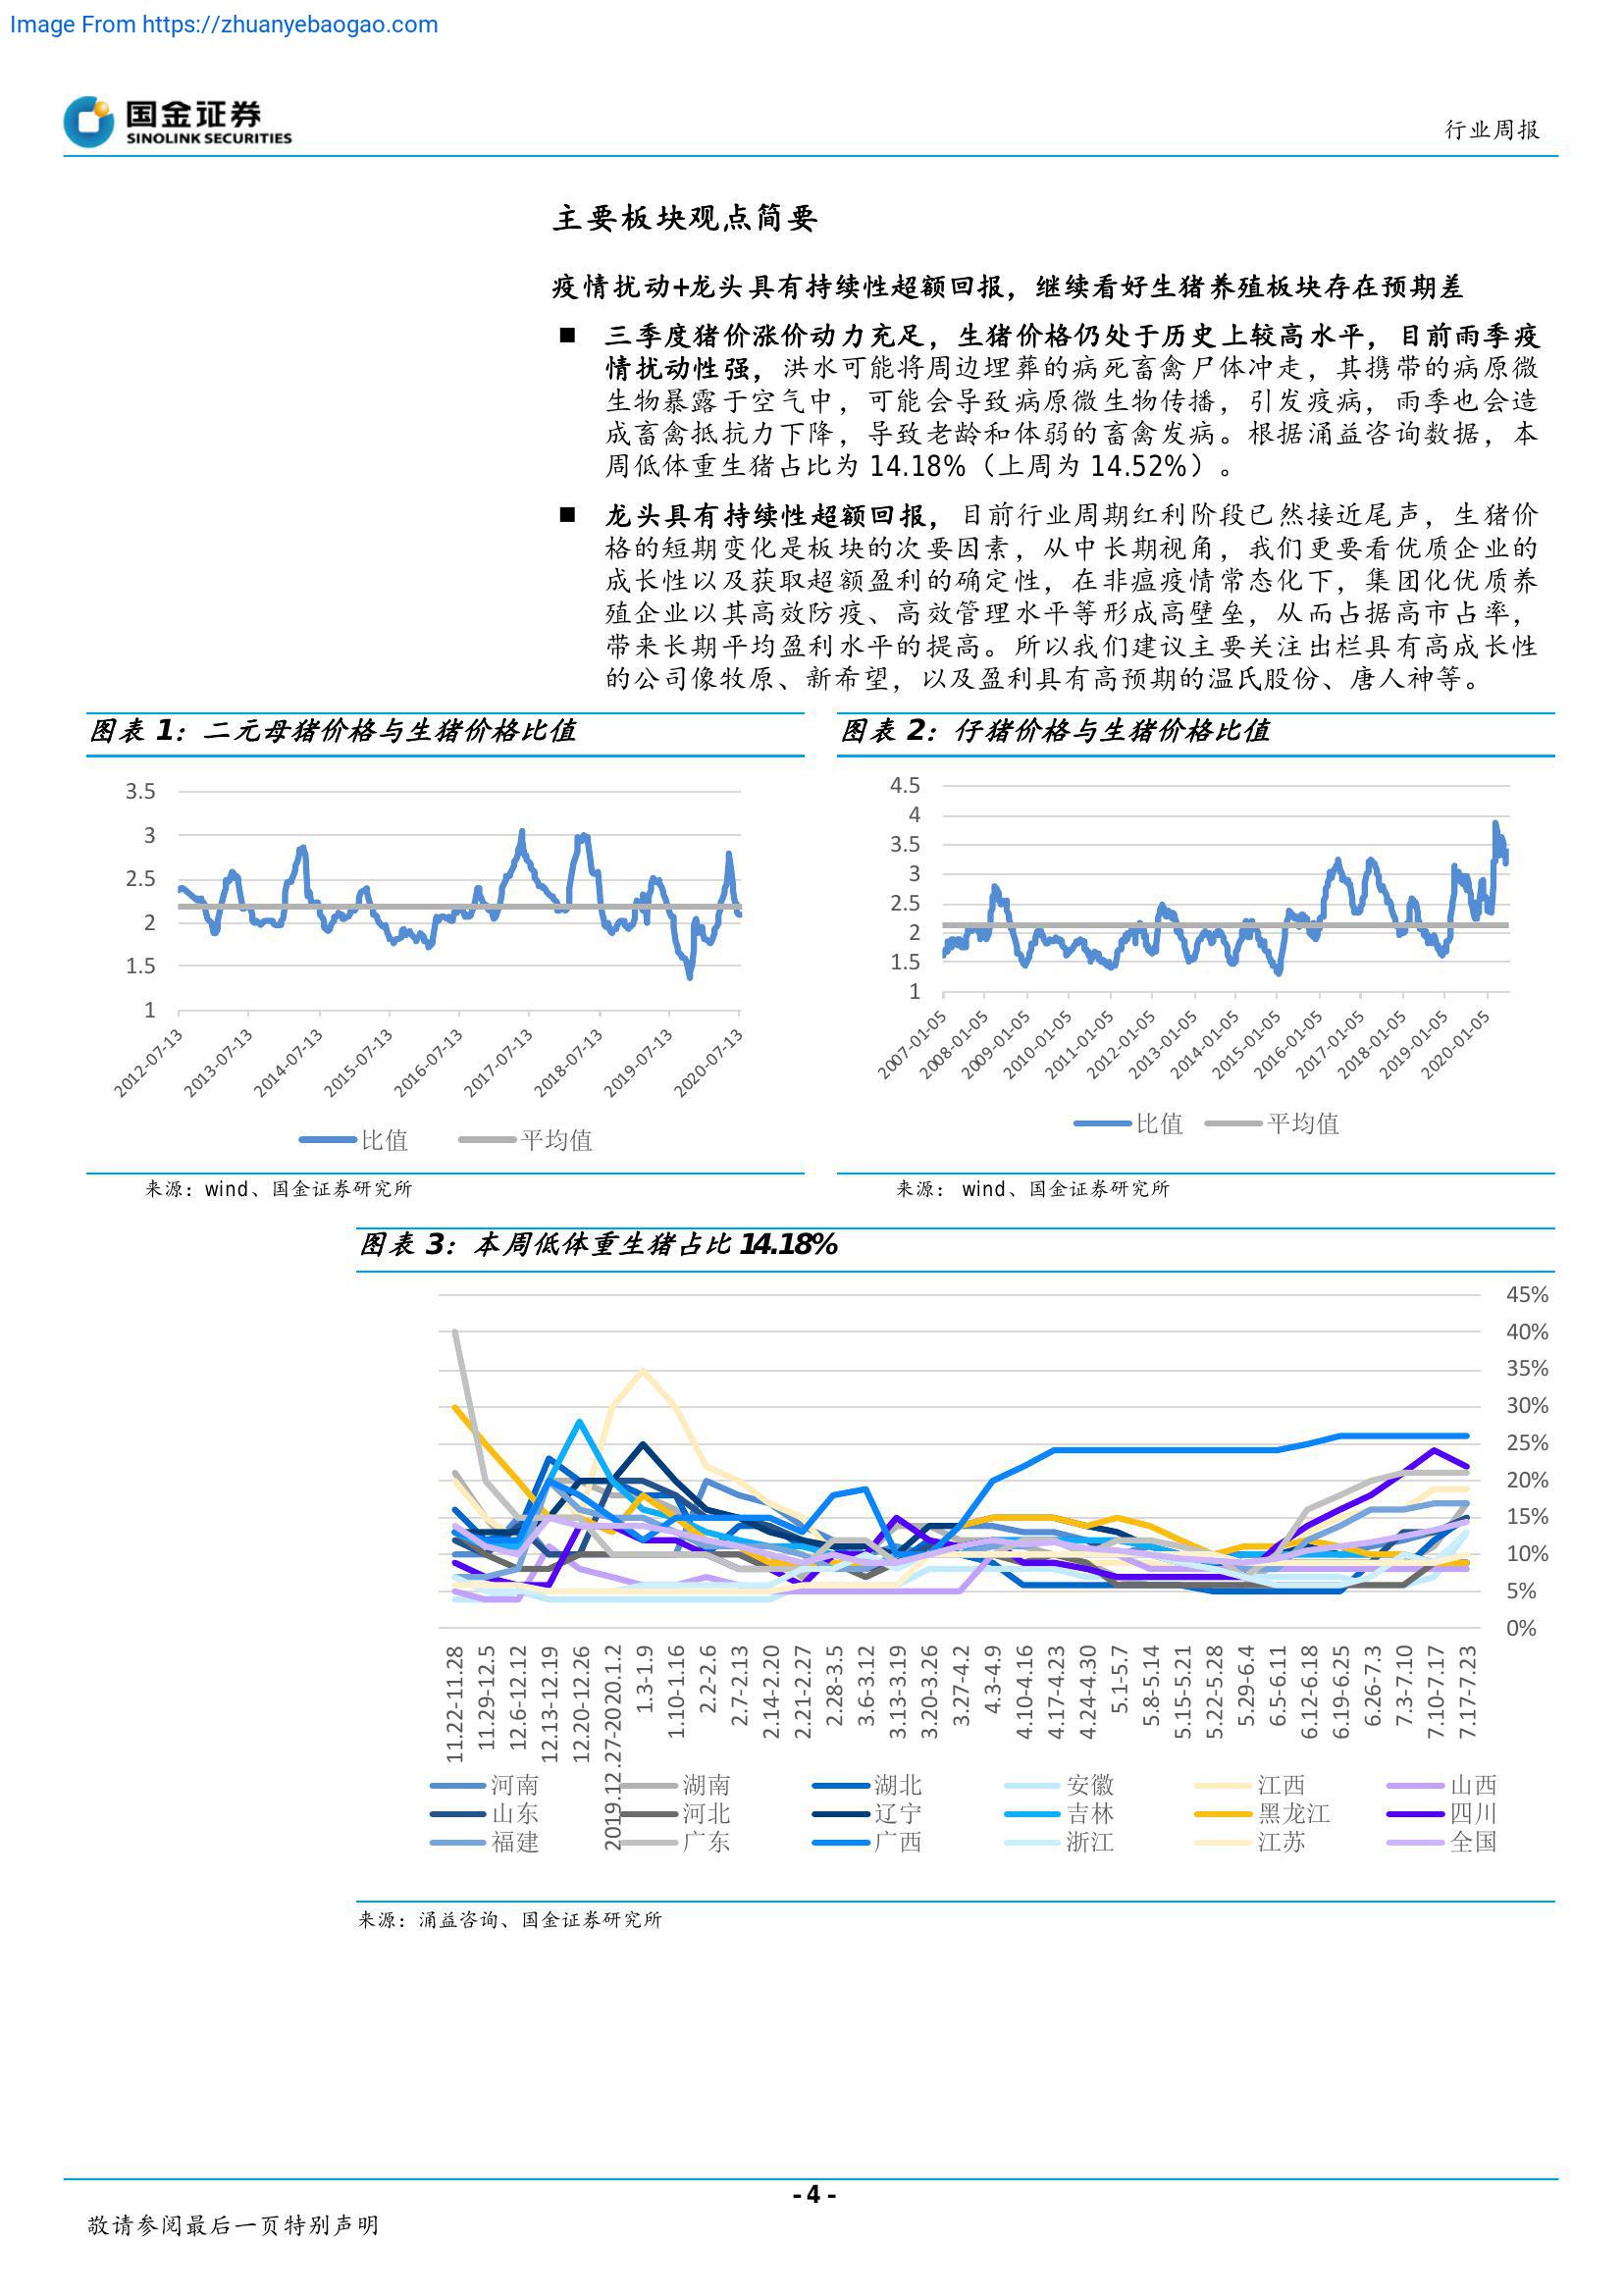 Image From https://zhuanyebaogao.com
国金证券
SINOLINK SECURITIES
行业周报
主要板块观点简要
疫情扰动+龙头具有持续性超额回报，继续看好生猪养殖板块存在预期差
■ 三季度猪价涨价动力充足，生猪价格仍处于历史上较高水平，目前雨季疫
情扰动性强，洪水可能将周边埋葬的病死畜禽尸体冲走，其携带的病原微
生物暴露于空气中，可能会导致病原微生物传播，引发疫病，雨季也会造
成畜禽抵抗力下降，导致老龄和体弱的畜禽发病。根据涌益咨询数据，本
周低体重生猪占比为 14.18%（上周为 14.52%）。
■ 龙头具有持续性超额回报，目前行业周期红利阶段已然接近尾声，生猪价
格的短期变化是板块的次要因素，从中长期视角，我们更要看优质企业的
成长性以及获取超额盈利的确定性，在非瘟疫情常态化下，集团化优质养
殖企业以其高效防疫、高效管理水平等形成高壁垒，从而占据高市占率，
带来长期平均盈利水平的提高。所以我们建议主要关注出栏具有高成长性
的公司像牧原、新希望，以及盈利具有高预期的温氏股份、唐人神等。
图表 1：二元母猪价格与生猪价格比值
3.5
3
2.5
2
1.5
1
2012-07-13
2013-07-13
2014-07-13
2015-07-13
2016-07-13
2017-07-13
2018-07-13
2019-07-13
2020-07-13
比值 平均值
来源：wind、国金证券研究所
图表 2：仔猪价格与生猪价格比值
4.5
4
3.5
3
2.5
2
1.5
1
2007-01-05
2008-01-05
2009-01-05
2010-01-05
2011-01-05
2012-01-05
2013-01-05
2014-01-05
2015-01-05
2016-01-05
2017-01-05
2018-01-05
2019-01-05
2020-01-05
比值 平均值
来源： wind、国金证券研究所
图表 3：本周低体重生猪占比 14.18%
45%
40%
35%
30%
25%
20%
15%
10%
5%
0%
11.22-11.28
11.29-12.5
12.6-12.12
12.13-12.19
12.20-12.26
2019.12.27-2020.1.2
1.3-1.9
1.10-1.16
2.2-2.6
2.7-2.13
2.14-2.20
2.21-2.27
2.28-3.5
3.6-3.12
3.13-3.19
3.20-3.26
3.27-4.2
4.3-4.9
4.10-4.16
4.17-4.23
4.24-4.30
5.1-5.7
5.8-5.14
5.15-5.21
5.22-5.28
5.29-6.4
6.5-6.11
6.12-6.18
6.19-6.25
6.26-7.3
7.3-7.10
7.10-7.17
7.17-7.23
河南 湖南 湖北 安徽 江西 山西
山东 河北 辽宁 吉林 黑龙江 四川
福建 广东 广西 浙江 江苏 全国
来源：涌益咨询、国金证券研究所
- 4 -
敬请参阅最后一页特别声明